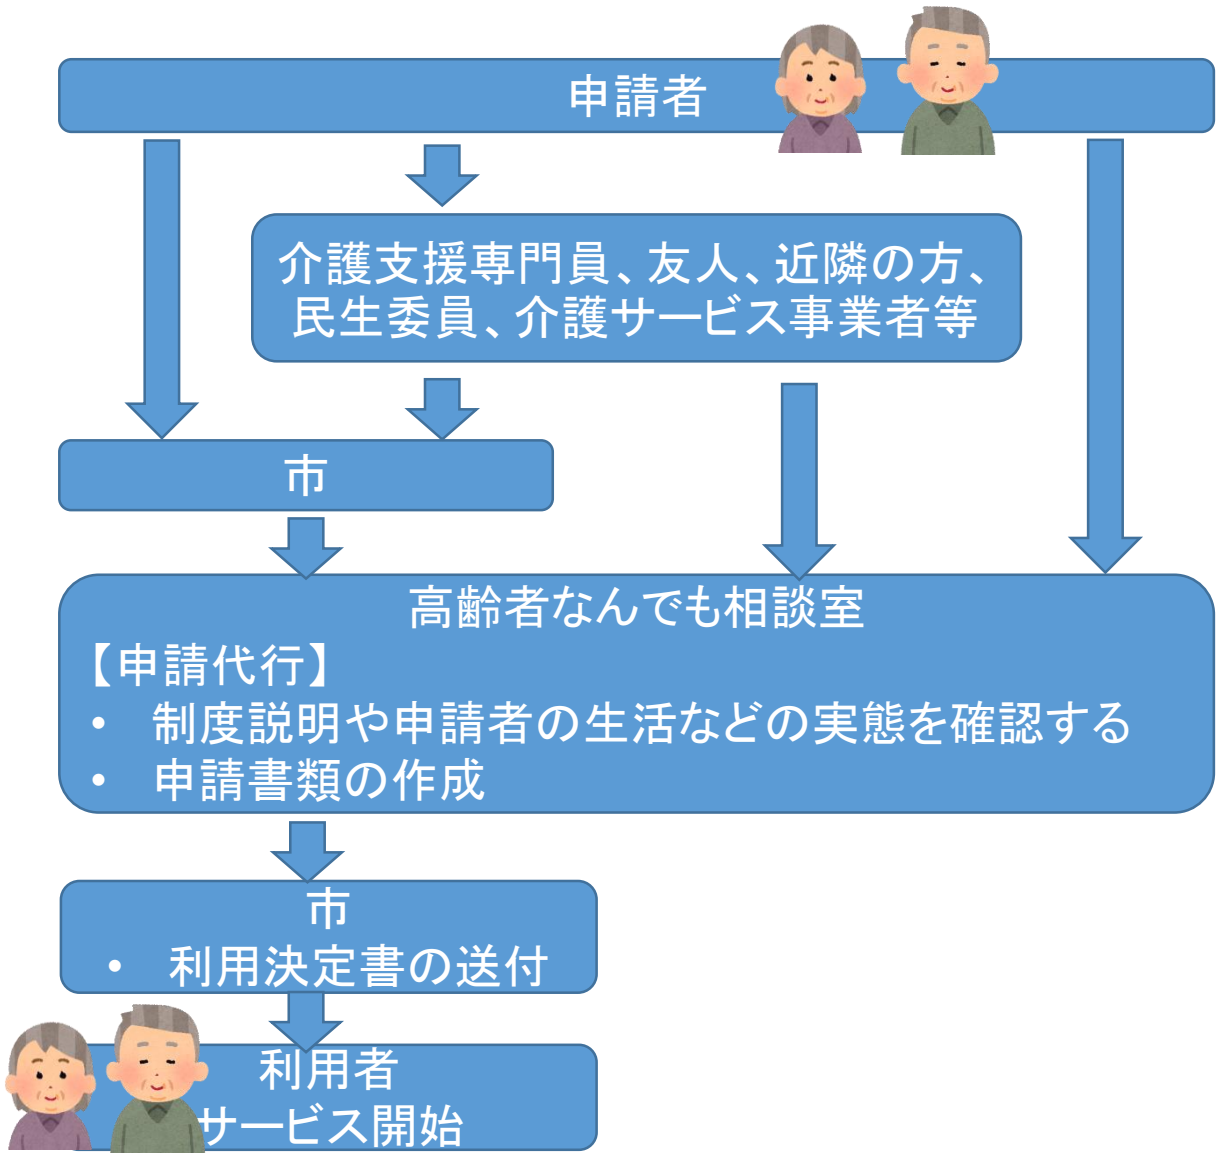 申請者
介護支援専門員、友人、近隣の方、
民生委員、介護サービス事業者等
市
高齢者なんでも相談室
【申請代行】
• 制度説明や申請者の生活などの実態を確認する
• 申請書類の作成
市
• 利用決定書の送付
利用者
サービス開始